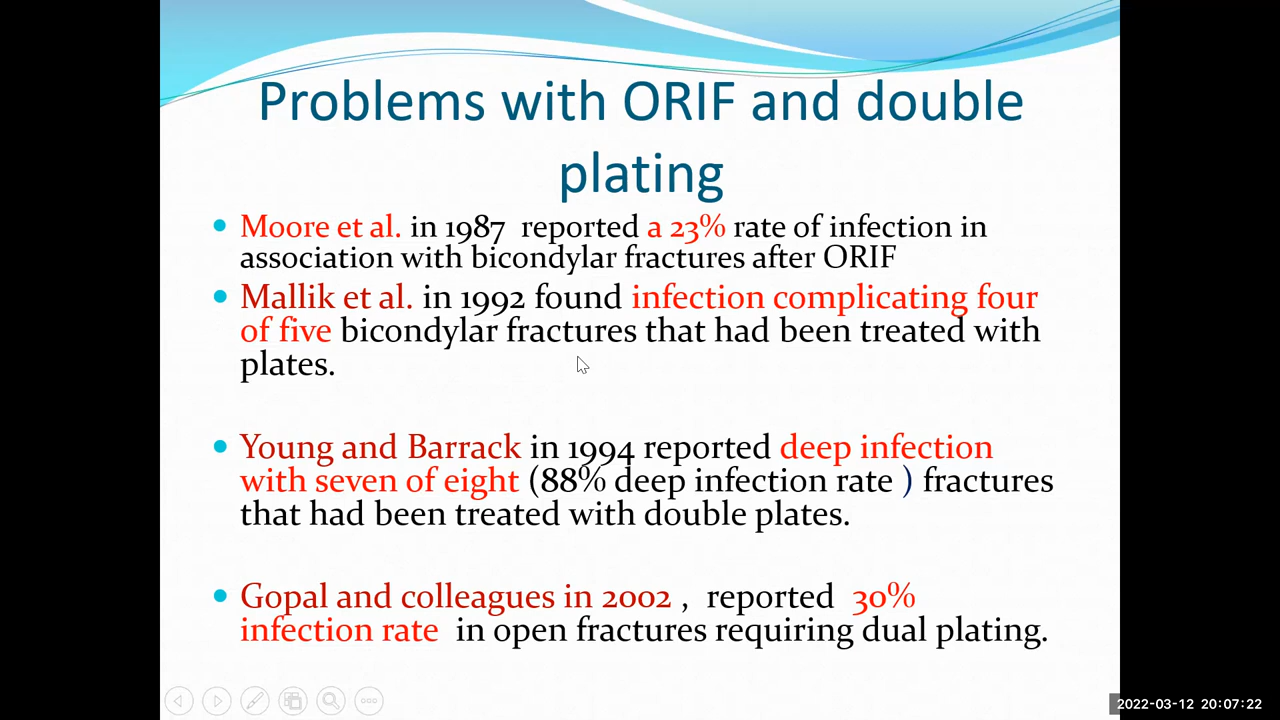 Problems with ORIF and double
plating
• Moore et al. in 1987 reported a 23% rate of infection in
association with bicondylar fractures after ORIF
• Mallik et al. in 1992 found infection complicating four
of five bicondylar fractures that had been treated with
plates.
• Young and Barrack in 1994 reported deep infection
with seven of eight (88% deep infection rate ) fractures
that had been treated with double plates.
• Gopal and colleagues in 2002 , reported 30%
infection rate in open fractures requiring dual plating.
2022-03-12 20:07:22